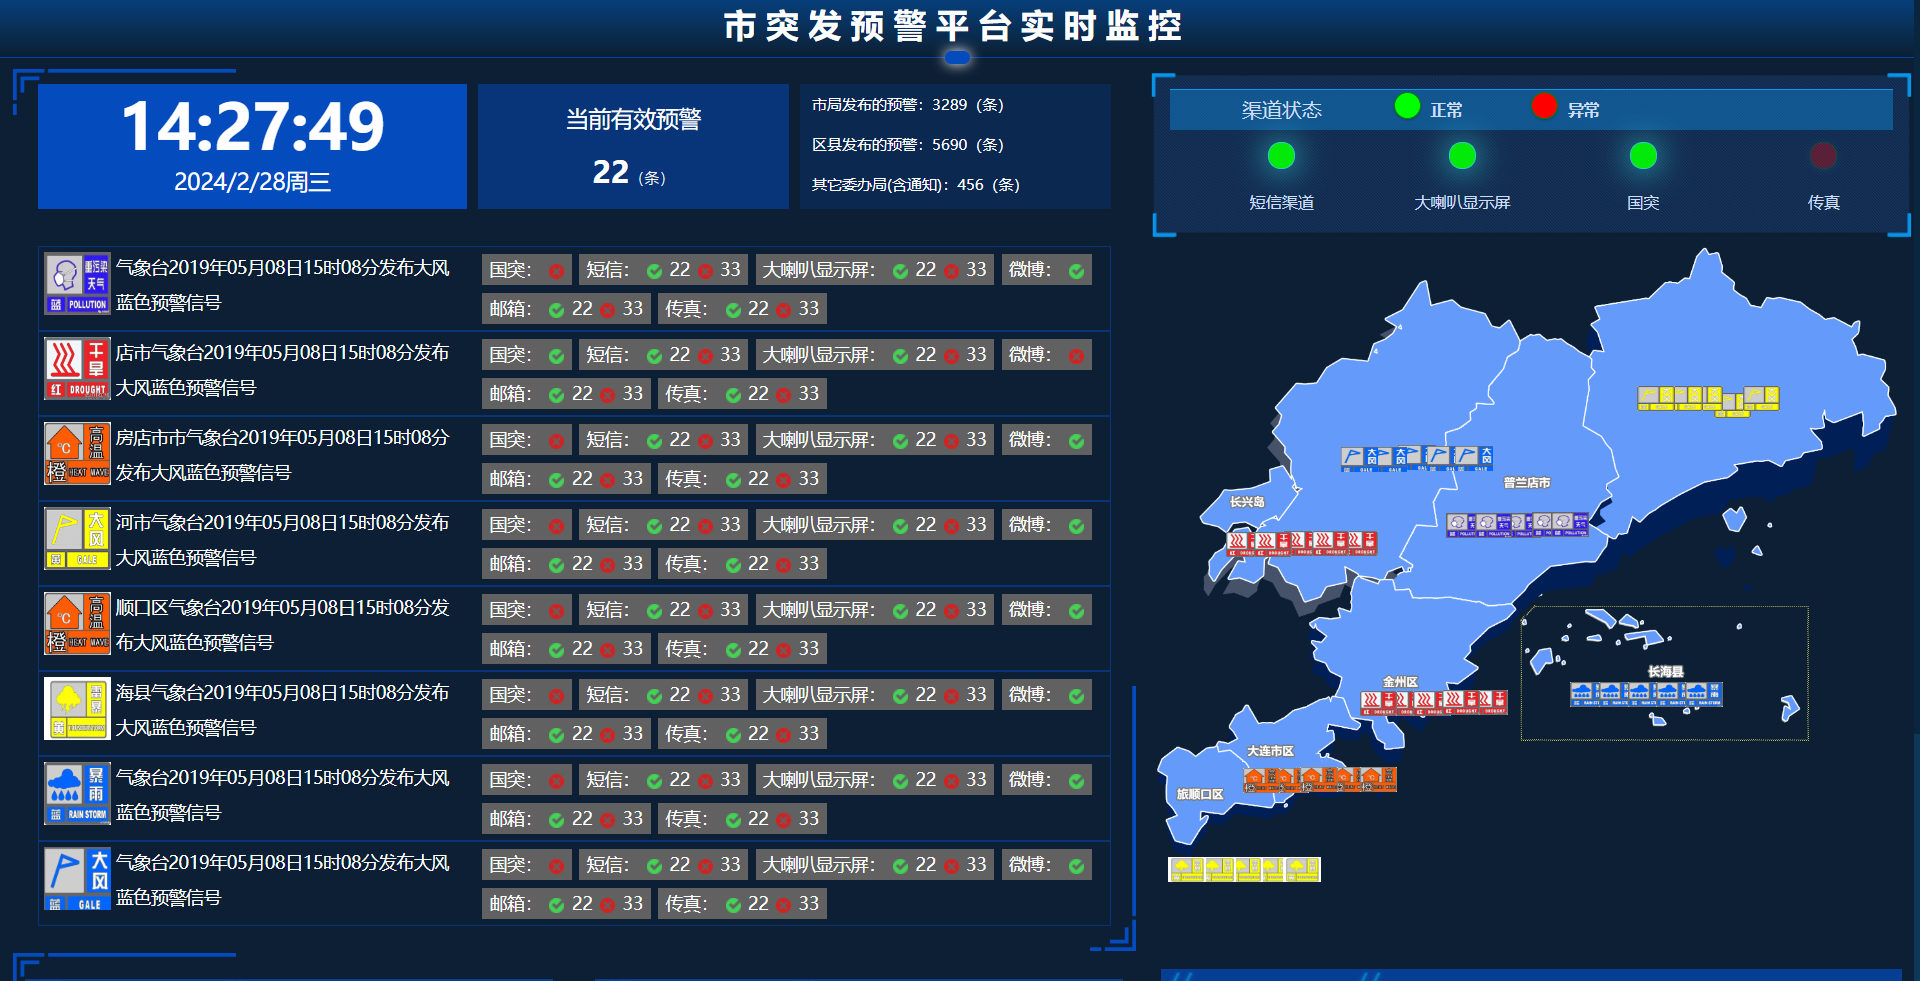 市突发预警平台实时监控
14:27:49
2024/2/28周三
当前有效预警
22（条）
市局发布的预警：3289（条）
区县发布的预警：5690（条）
其它委办局(含通知)：456（条）
渠道状态 正常 异常
短信渠道 大喇叭显示屏 国突 传真
重污染天气 蓝 POLLUTION
气象台2019年05月08日15时08分发布大风
蓝色预警信号
国突： 短信： 22 33 大喇叭显示屏： 22 33 微博：
邮箱： 22 33 传真： 22 33
干旱 红 DROUGHT
店市气象台2019年05月08日15时08分发布
大风蓝色预警信号
国突： 短信： 22 33 大喇叭显示屏： 22 33 微博：
邮箱： 22 33 传真： 22 33
高温 ℃ 橙 HEAT WAVE
房店市市气象台2019年05月08日15时08分
发布大风蓝色预警信号
国突： 短信： 22 33 大喇叭显示屏： 22 33 微博：
邮箱： 22 33 传真： 22 33
大风 黄 GALE
河市气象台2019年05月08日15时08分发布
大风蓝色预警信号
国突： 短信： 22 33 大喇叭显示屏： 22 33 微博：
邮箱： 22 33 传真： 22 33
高温 ℃ 橙 HEAT WAVE
顺口区气象台2019年05月08日15时08分发
布大风蓝色预警信号
国突： 短信： 22 33 大喇叭显示屏： 22 33 微博：
邮箱： 22 33 传真： 22 33
雷暴 黄
海县气象台2019年05月08日15时08分发布
大风蓝色预警信号
国突： 短信： 22 33 大喇叭显示屏： 22 33 微博：
邮箱： 22 33 传真： 22 33
暴雨 蓝 RAIN STORM
气象台2019年05月08日15时08分发布大风
蓝色预警信号
国突： 短信： 22 33 大喇叭显示屏： 22 33 微博：
邮箱： 22 33 传真： 22 33
大风 蓝 GALE
气象台2019年05月08日15时08分发布大风
蓝色预警信号
国突： 短信： 22 33 大喇叭显示屏： 22 33 微博：
邮箱： 22 33 传真： 22 33
普兰店市
长兴岛
长海县
金州区
大连市区
旅顺口区